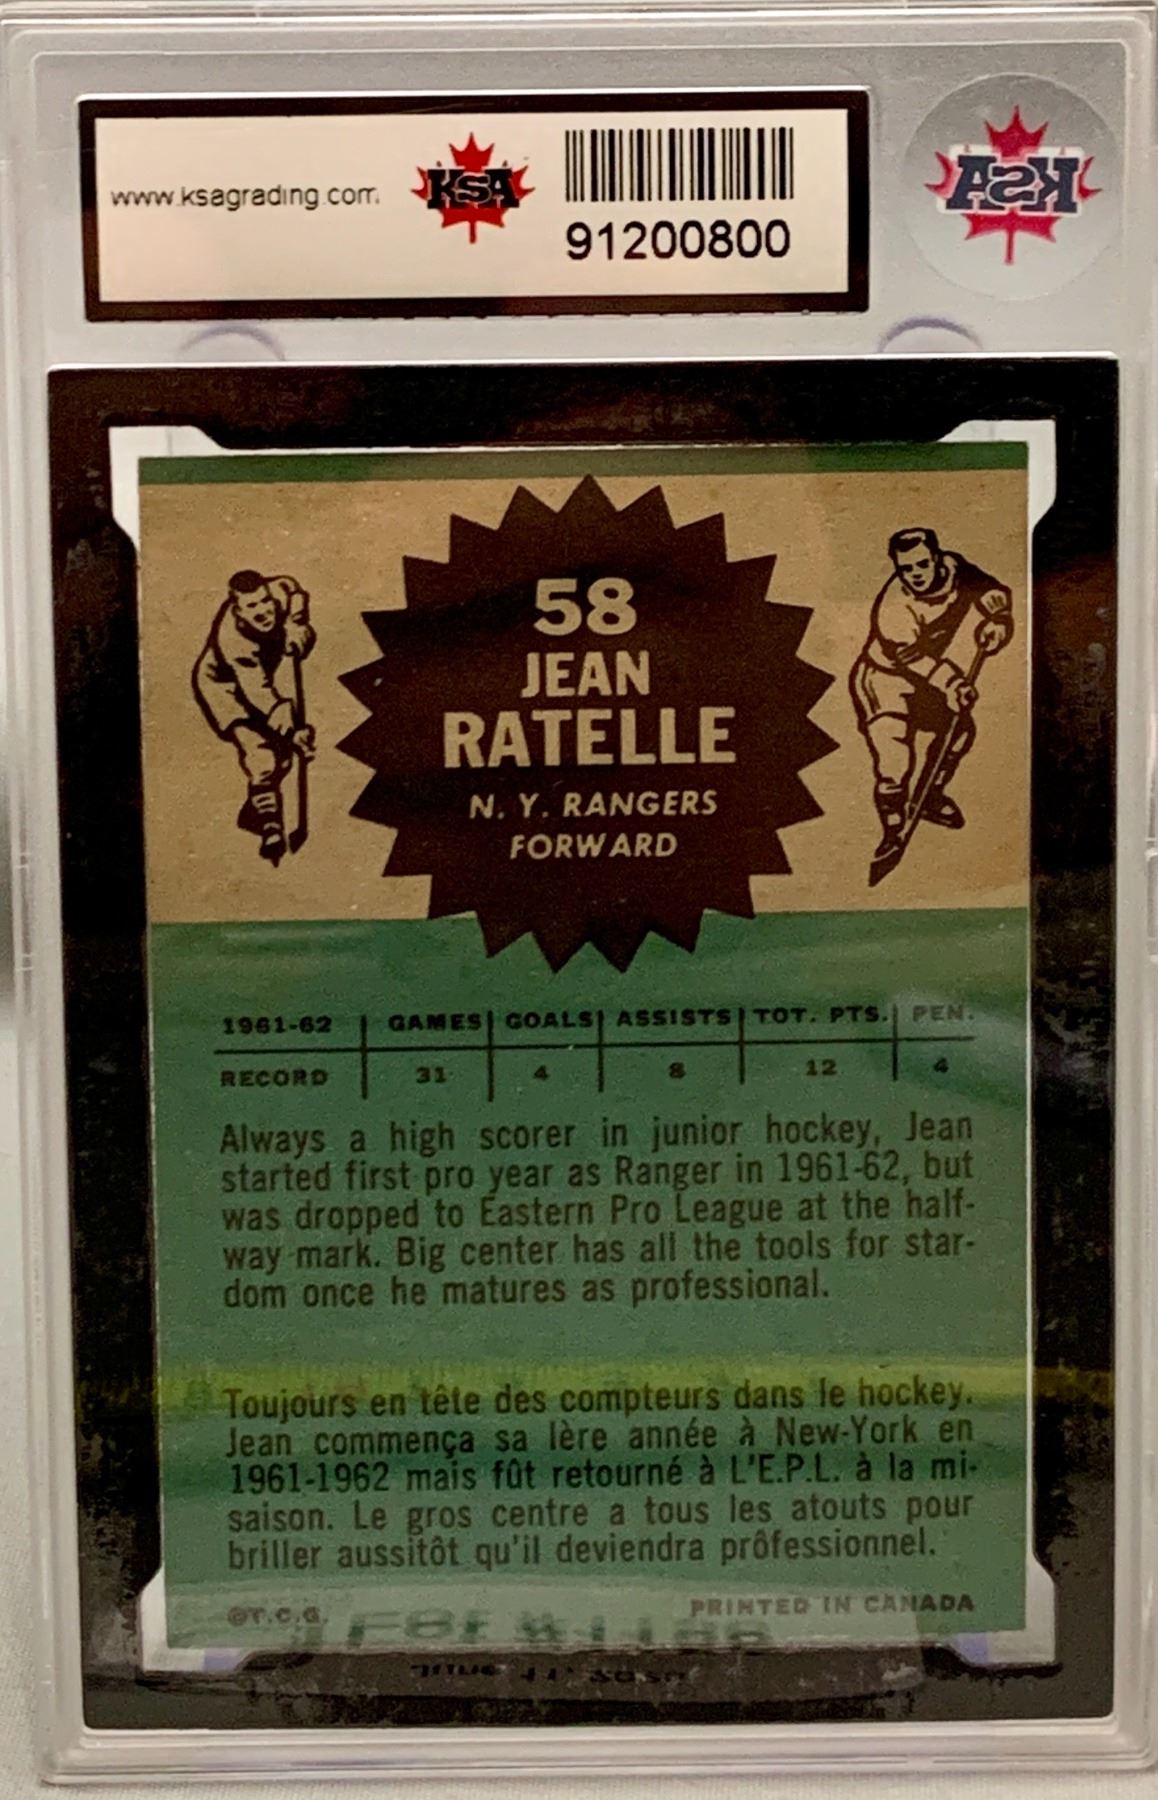 www.ksagrading.com
KSA
91200800
KSA
58
JEAN
RATELLE
N. Y. RANGERS
FORWARD
1961-62 GAMES GOALS ASSISTS TOT. PTS. PEN.
RECORD 31 4 8 12 4
Always a high scorer in junior hockey, Jean
started first pro year as Ranger in 1961-62, but
was dropped to Eastern Pro League at the half-
way mark. Big center has all the tools for star-
dom once he matures as professional.
Toujours en tête des compteurs dans le hockey.
Jean commença sa lère année à New-York en
1961-1962 mais fût retourné à L'E.P.L. à la mi-
saison. Le gros centre a tous les atouts pour
briller aussitôt qu'il deviendra prôfessionnel.
©T.C.G. PRINTED IN CANADA